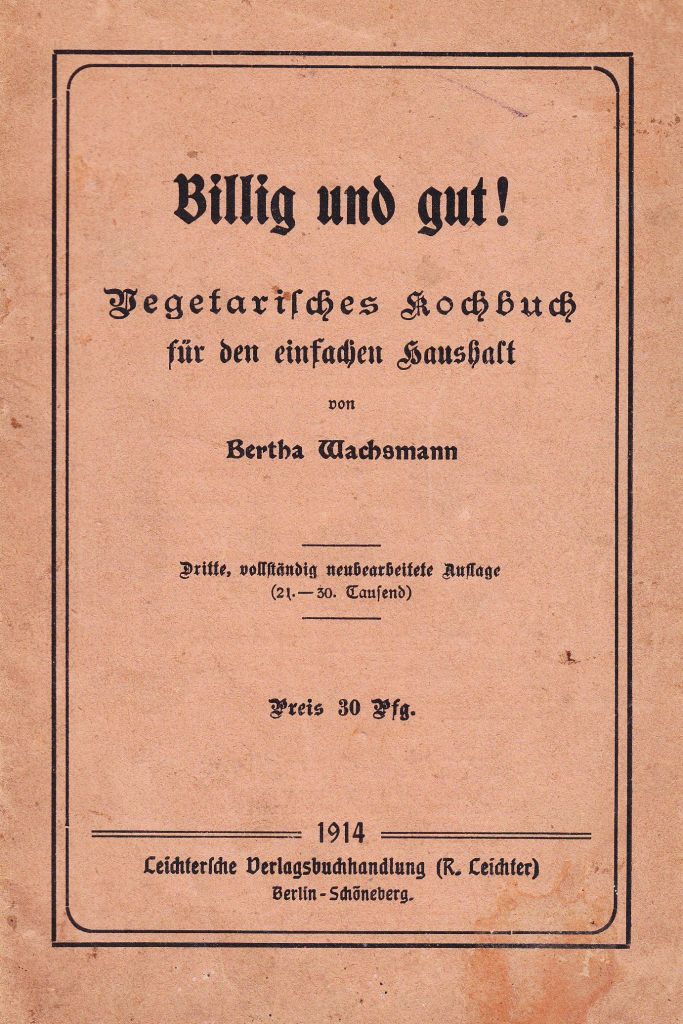 Billig und gut!
Vegetariſches Kochbuch
für den einfachen Haushalt
von
Bertha Wachsmann
Dritte, vollſtändig neubearbeitete Auflage
(21.—30. Tauſend)
Preis 30 Pfg.
1914
Leichterſche Verlagsbuchhandlung (R. Leichter)
Berlin-Schöneberg.